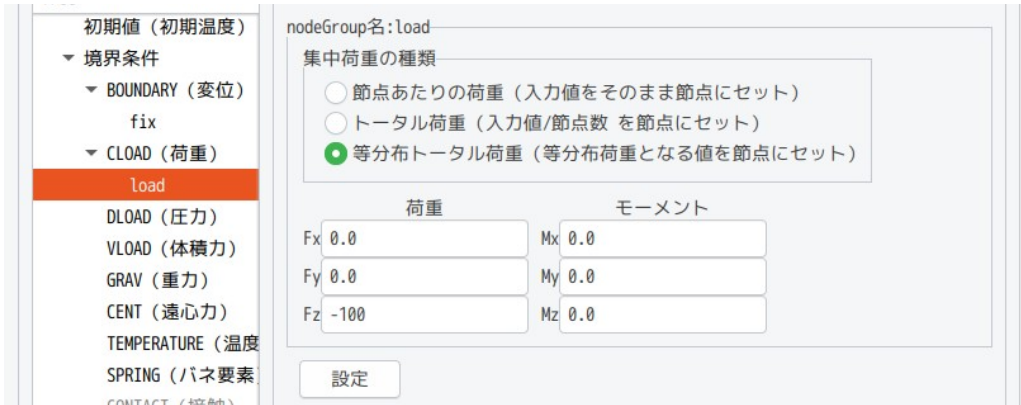 初期値（初期温度）
境界条件
BOUNDARY（変位）
fix
CLOAD（荷重）
load
DLOAD（圧力）
VLOAD（体積力）
GRAV（重力）
CENT（遠心力）
TEMPERATURE（温度
SPRING（バネ要素）
CONTACT（接触）
nodeGroup名:load
集中荷重の種類
節点あたりの荷重（入力値をそのまま節点にセット）
トータル荷重（入力値/節点数 を節点にセット）
等分布トータル荷重（等分布荷重となる値を節点にセット）
荷重 モーメント
Fx 0.0 Mx 0.0
Fy 0.0 My 0.0
Fz -100 Mz 0.0
設定